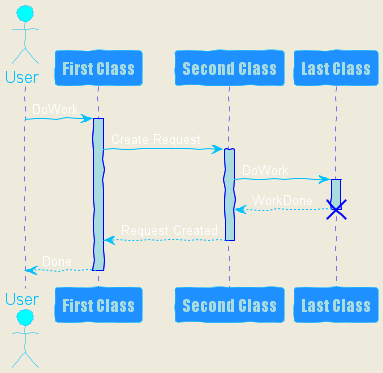 User
First Class
Second Class
Last Class
DoWork
Create Request
DoWork
WorkDone
Request Created
Done
User
First Class
Second Class
Last Class